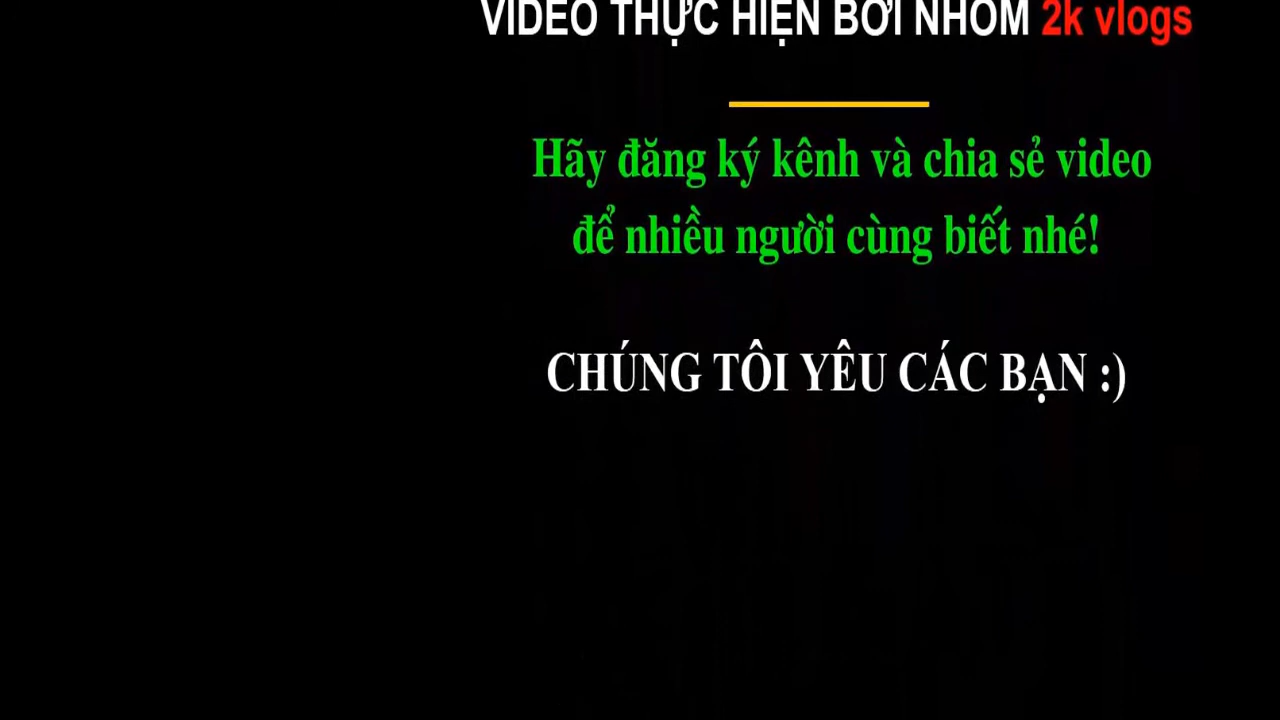 VIDEO THỰC HIỆN BỞI NHÓM 2k vlogs
Hãy đăng ký kênh và chia sẻ video
để nhiều người cùng biết nhé!
CHÚNG TÔI YÊU CÁC BẠN :)